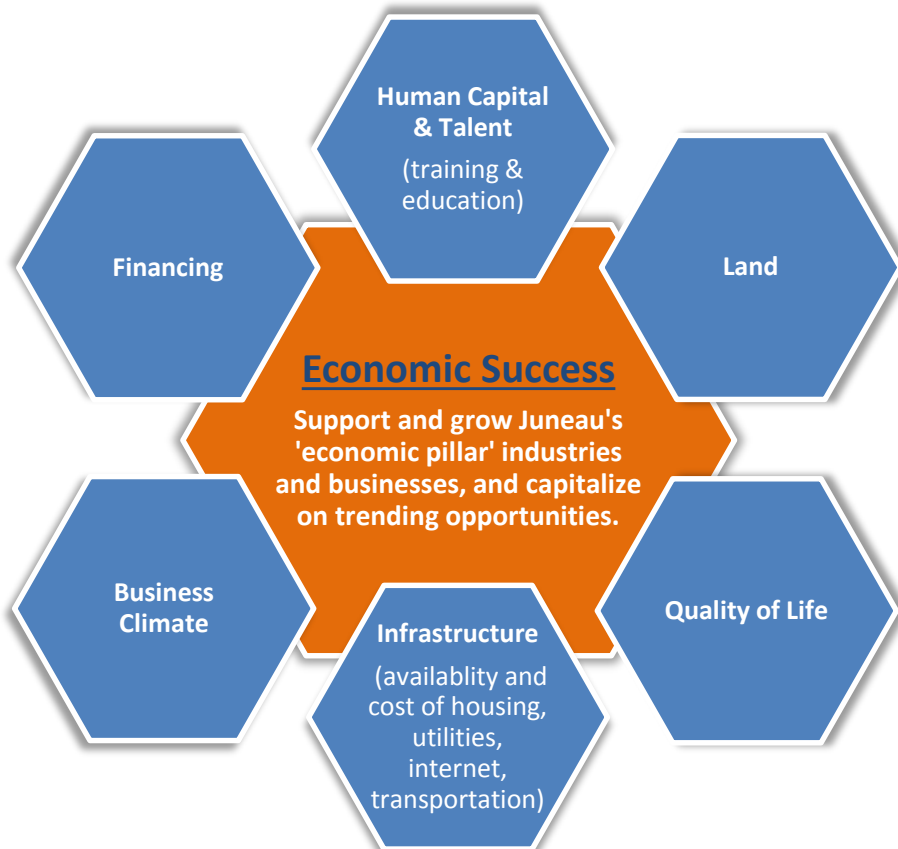 Human Capital
& Talent
(training &
education)
Financing
Land
Economic Success
Support and grow Juneau's
'economic pillar' industries
and businesses, and capitalize
on trending opportunities.
Business
Climate
Quality of Life
Infrastructure
(availablity and
cost of housing,
utilities,
internet,
transportation)